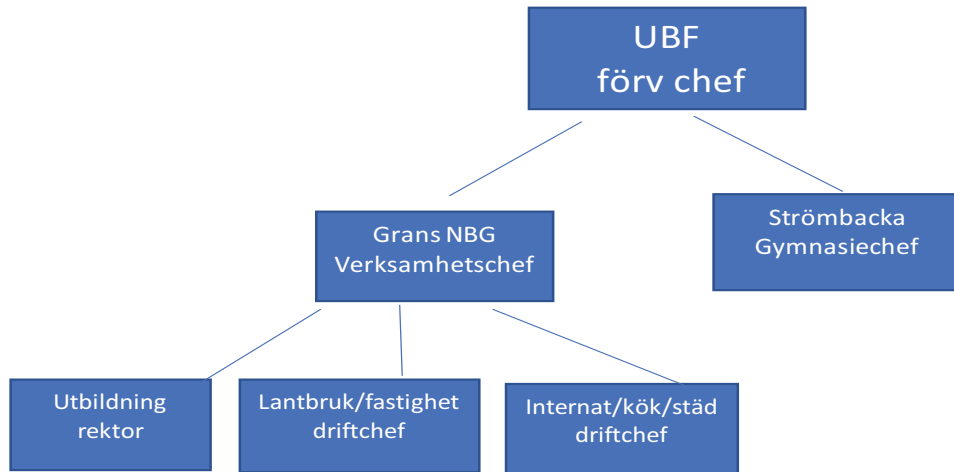 UBF
förv chef
Grans NBG
Verksamhetschef
Strömbacka
Gymnasiechef
Utbildning
rektor
Lantbruk/fastighet
driftchef
Internat/kök/städ
driftchef